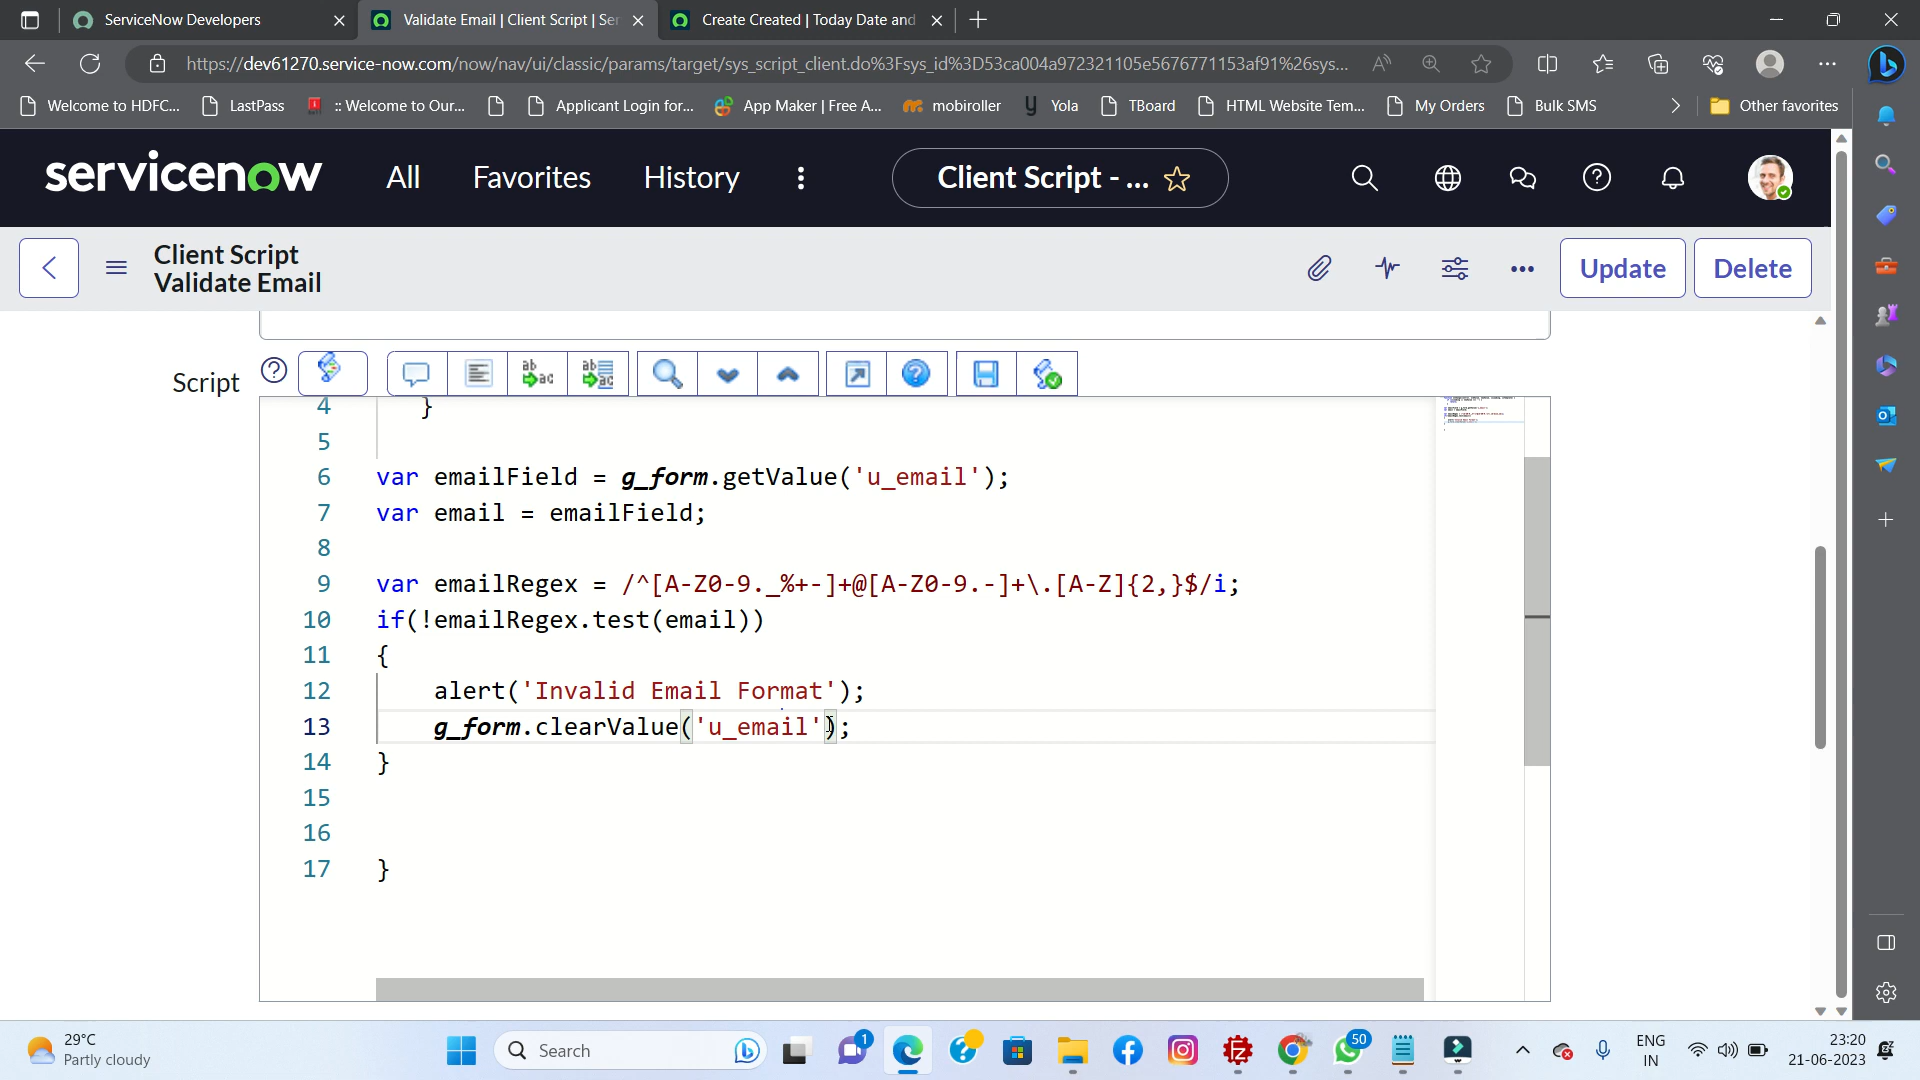 ServiceNow Developers
Validate Email | Client Script | Ser
Create Created | Today Date and
https://dev61270.service-now.com/now/nav/ui/classic/params/target/sys_script_client.do%3Fsys_id%3D53ca004a972321105e5676771153af91%26sys...
Welcome to HDFC...
LastPass
:: Welcome to Our...
Applicant Login for...
App Maker | Free A...
mobiroller
Yola
TBoard
HTML Website Tem...
My Orders
Bulk SMS
Other favorites
servicenow
All
Favorites
History
Client Script - ...
Client Script
Validate Email
Update
Delete
Script
4 }
5
6 var emailField = g_form.getValue('u_email');
7 var email = emailField;
8
9 var emailRegex = /^[A-Z0-9._%+-]+@[A-Z0-9.-]+\.[A-Z]{2,}$/i;
10 if(!emailRegex.test(email))
11 {
12 alert('Invalid Email Format');
13 g_form.clearValue('u_email');
14 }
15
16
17 }
29°C
Partly cloudy
Search
1
50
ENG
IN
23:20
21-06-2023